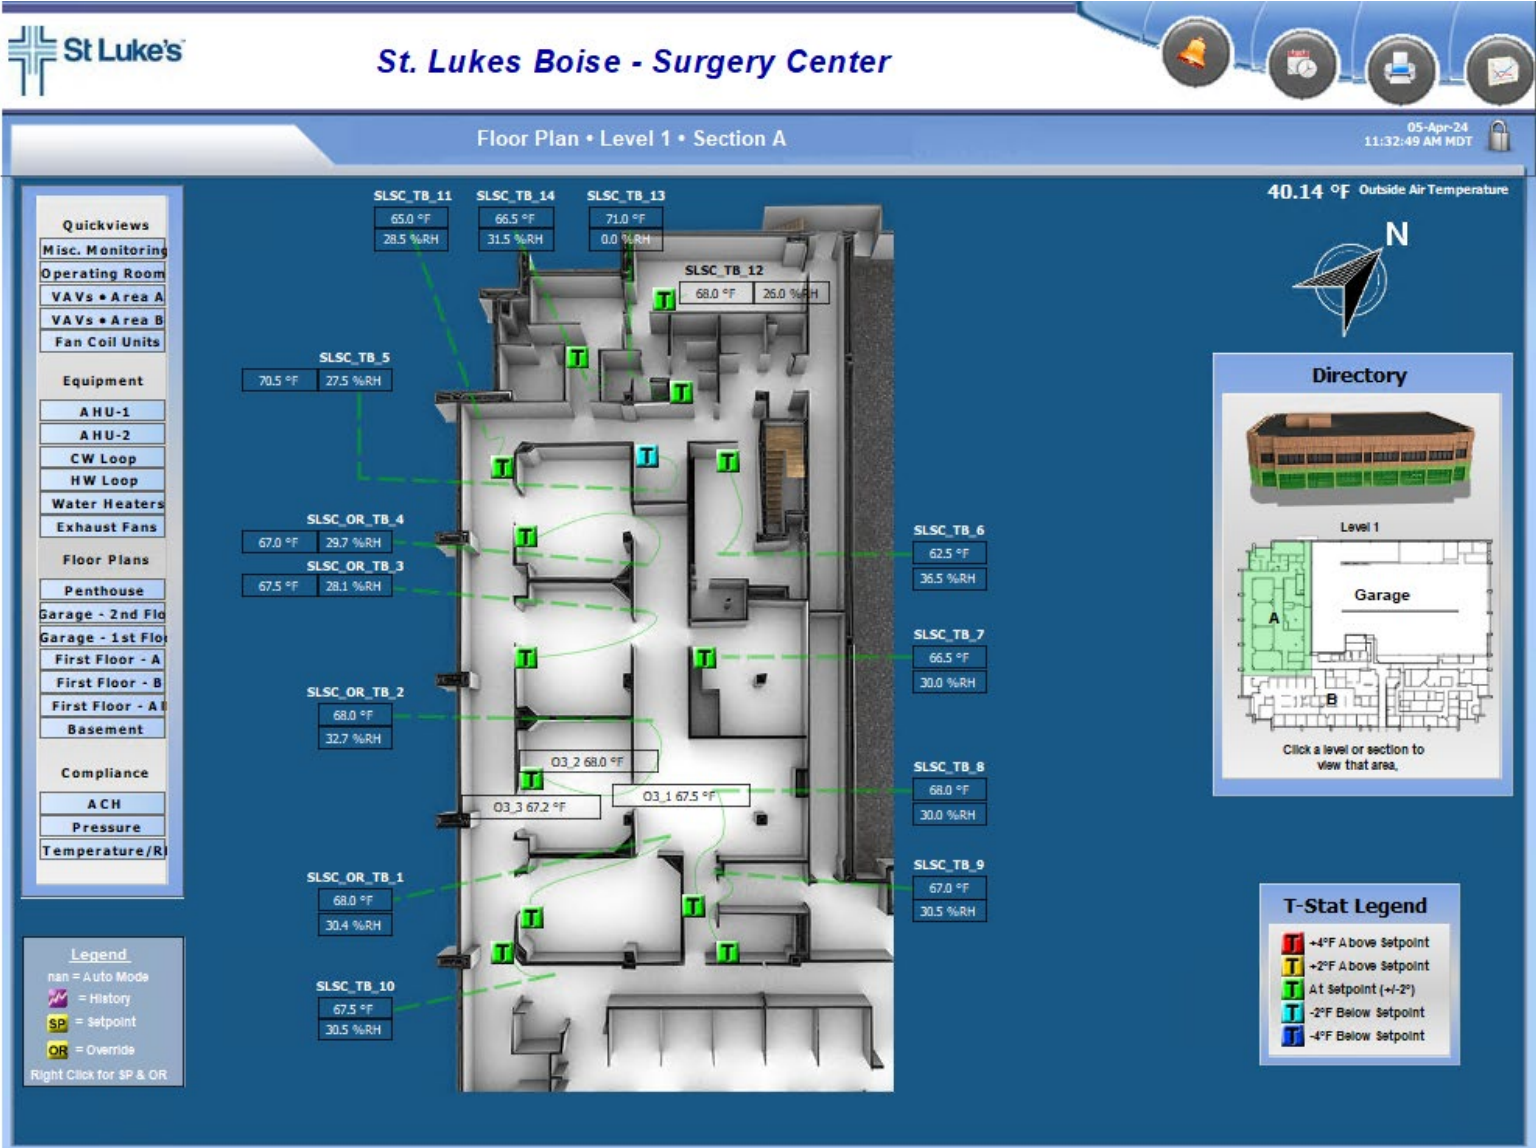 St Luke's
St. Lukes Boise - Surgery Center
Floor Plan • Level 1 • Section A
05-Apr-24
11:32:49 AM MDT
40.14 °F Outside Air Temperature
N
Quickviews
Misc. Monitoring
Operating Room
VAVs • Area A
VAVs • Area B
Fan Coil Units
Equipment
AHU-1
AHU-2
CW Loop
HW Loop
Water Heaters
Exhaust Fans
Floor Plans
Penthouse
Garage - 2nd Flo
Garage - 1st Flo
First Floor - A
First Floor - B
First Floor - A
Basement
Compliance
ACH
Pressure
Temperature/R
Legend
nan = Auto Mode
= History
SP = Setpoint
OR = Override
Right Click for SP & OR
SLSC_TB_11
65.0 °F
28.5 %RH
SLSC_TB_14
66.5 °F
31.5 %RH
SLSC_TB_13
71.0 °F
0.0 %RH
SLSC_TB_12
T 68.0 °F 26.0 %RH
T
T
SLSC_TB_5
70.5 °F 27.5 %RH
T
T
T
SLSC_OR_TB_4
67.0 °F 29.7 %RH
T
SLSC_OR_TB_3
67.5 °F 28.1 %RH
T
SLSC_TB_6
62.5 °F
36.5 %RH
SLSC_TB_7
66.5 °F
30.0 %RH
T
SLSC_OR_TB_2
68.0 °F
32.7 %RH
O3_2 68.0 °F
T
O3_3 67.2 °F
O3_1 67.5 °F
SLSC_TB_8
68.0 °F
30.0 %RH
SLSC_TB_9
67.0 °F
30.5 %RH
SLSC_OR_TB_1
68.0 °F
30.4 %RH
T
T
T
T
SLSC_TB_10
67.5 °F
30.5 %RH
Directory
Level 1
Garage
A
B
Click a level or section to
view that area,
T-Stat Legend
T +4°F Above Setpoint
T +2°F Above Setpoint
T At Setpoint (+/-2°)
T -2°F Below Setpoint
T -4°F Below Setpoint